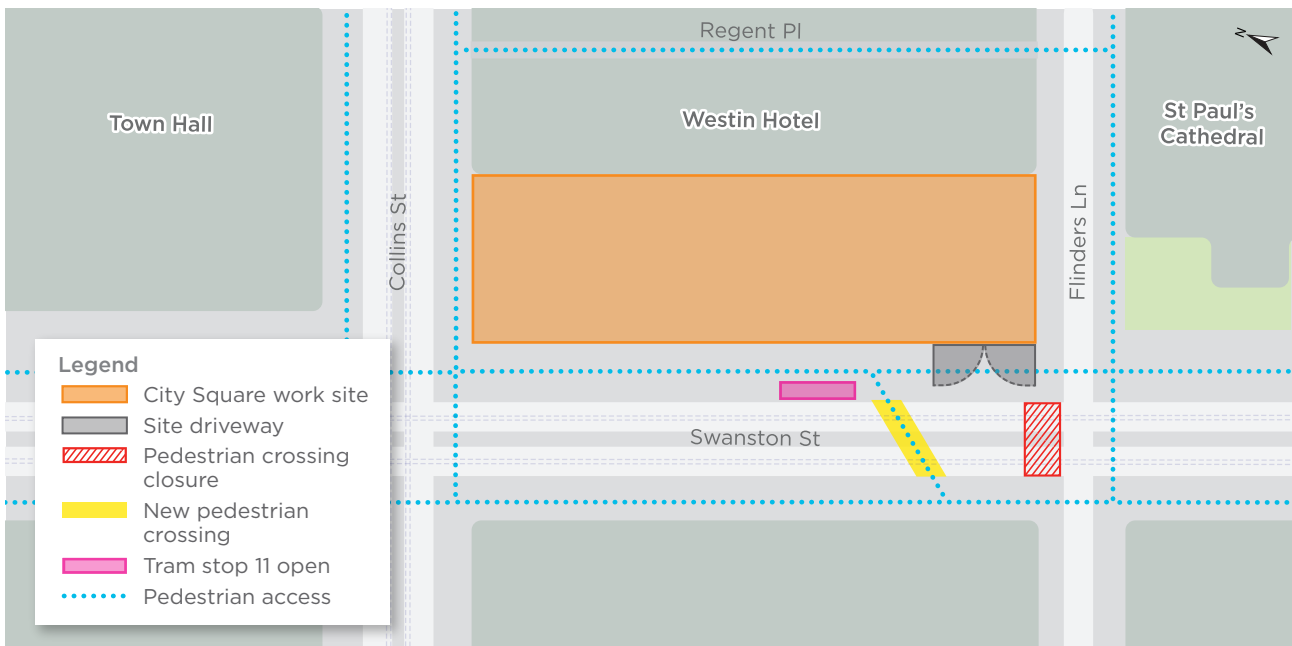 Regent Pl
N
Town Hall
Westin Hotel
St Paul's
Cathedral
Collins St
Flinders Ln
Swanston St
Legend
City Square work site
Site driveway
Pedestrian crossing
closure
New pedestrian
crossing
Tram stop 11 open
Pedestrian access